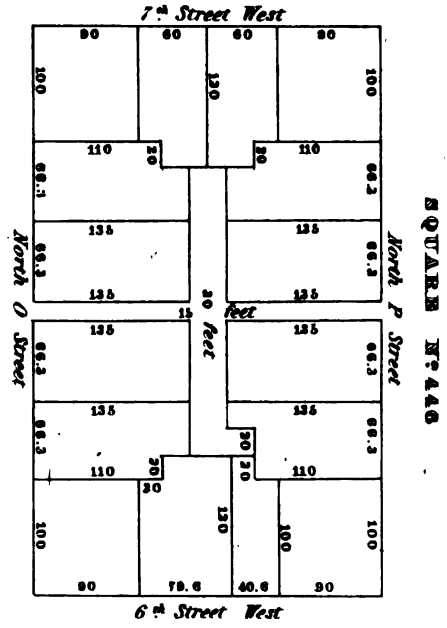 7th Street West
90 60 60 90
100 130 100
110 20 20 110
66.3 66.3
135 135
66.3 66.3
135 135
15 feet
30 feet
North O Street
North P Street
SQUARE No. 446
135 135
66.3 66.3
135 135
66.3 20 66.3
110 20 20 110
20
100 120 100 100
90 79.6 40.6 90
6th Street West